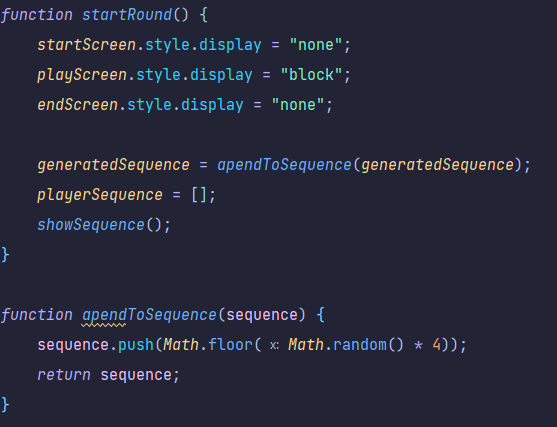 function startRound() {
    startScreen.style.display = "none";
    playScreen.style.display = "block";
    endScreen.style.display = "none";

    generatedSequence = apendToSequence(generatedSequence);
    playerSequence = [];
    showSequence();
}

function apendToSequence(sequence) {
    sequence.push(Math.floor( x: Math.random() * 4));
    return sequence;
}